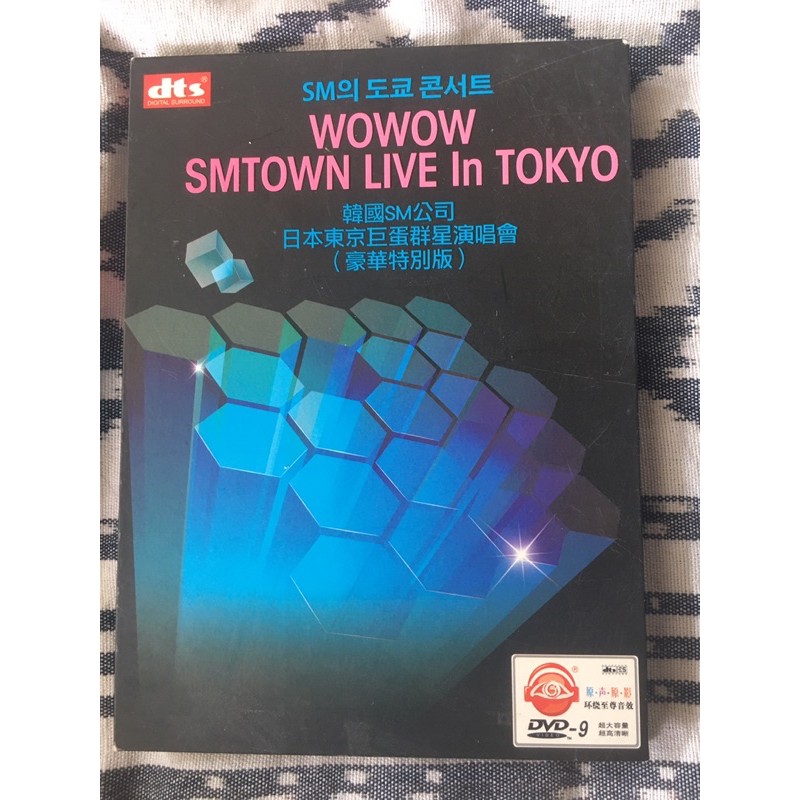 dts®
DIGITAL SURROUND
SM의 도쿄 콘서트
WOWOW
SMTOWN LIVE In TOKYO
韓國SM公司
日本東京巨蛋群星演唱會
(豪華特別版)
® dts
原·声·原·影
环绕至尊音效
DVD-9
VIDEO™
超大容量
超高清晰